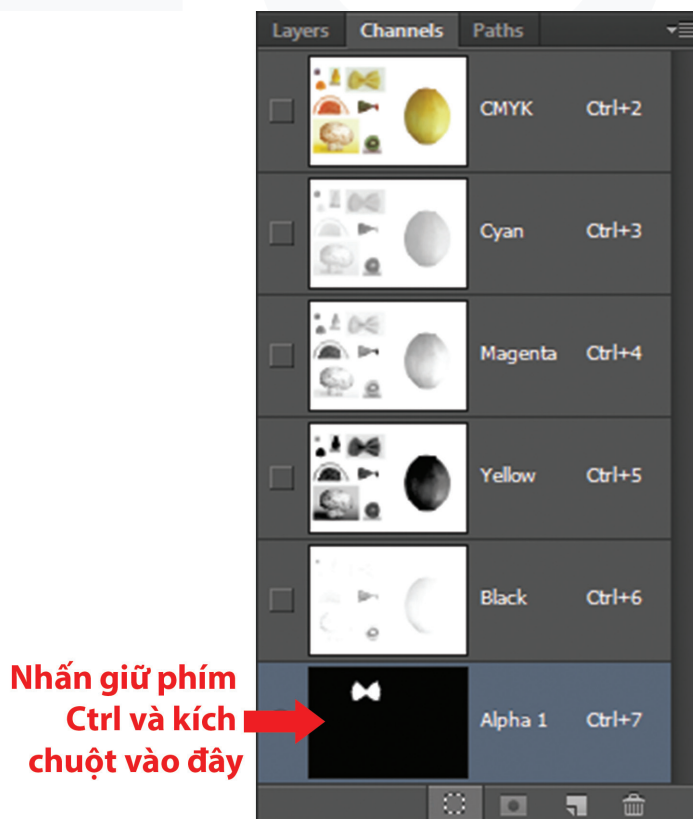 Layers Channels Paths
CMYK Ctrl+2
Cyan Ctrl+3
Magenta Ctrl+4
Yellow Ctrl+5
Black Ctrl+6
Alpha 1 Ctrl+7
Nhấn giữ phím
Ctrl và kích
chuột vào đây